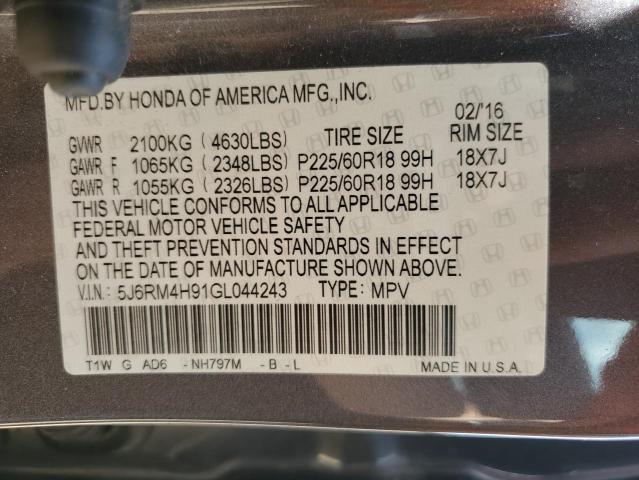 MFD.BY HONDA OF AMERICA MFG.,INC.
02/16
GVWR 2100KG (4630LBS) TIRE SIZE RIM SIZE
GAWR F 1065KG (2348LBS) P225/60R18 99H 18X7J
GAWR R 1055KG (2326LBS) P225/60R18 99H 18X7J
THIS VEHICLE CONFORMS TO ALL APPLICABLE
FEDERAL MOTOR VEHICLE SAFETY
AND THEFT PREVENTION STANDARDS IN EFFECT
ON THE DATE OF MANUFACTURE SHOWN ABOVE.
V.I.N.: 5J6RM4H91GL044243 TYPE: MPV
T1W G AD6 -NH797M -B -L MADE IN U.S.A.